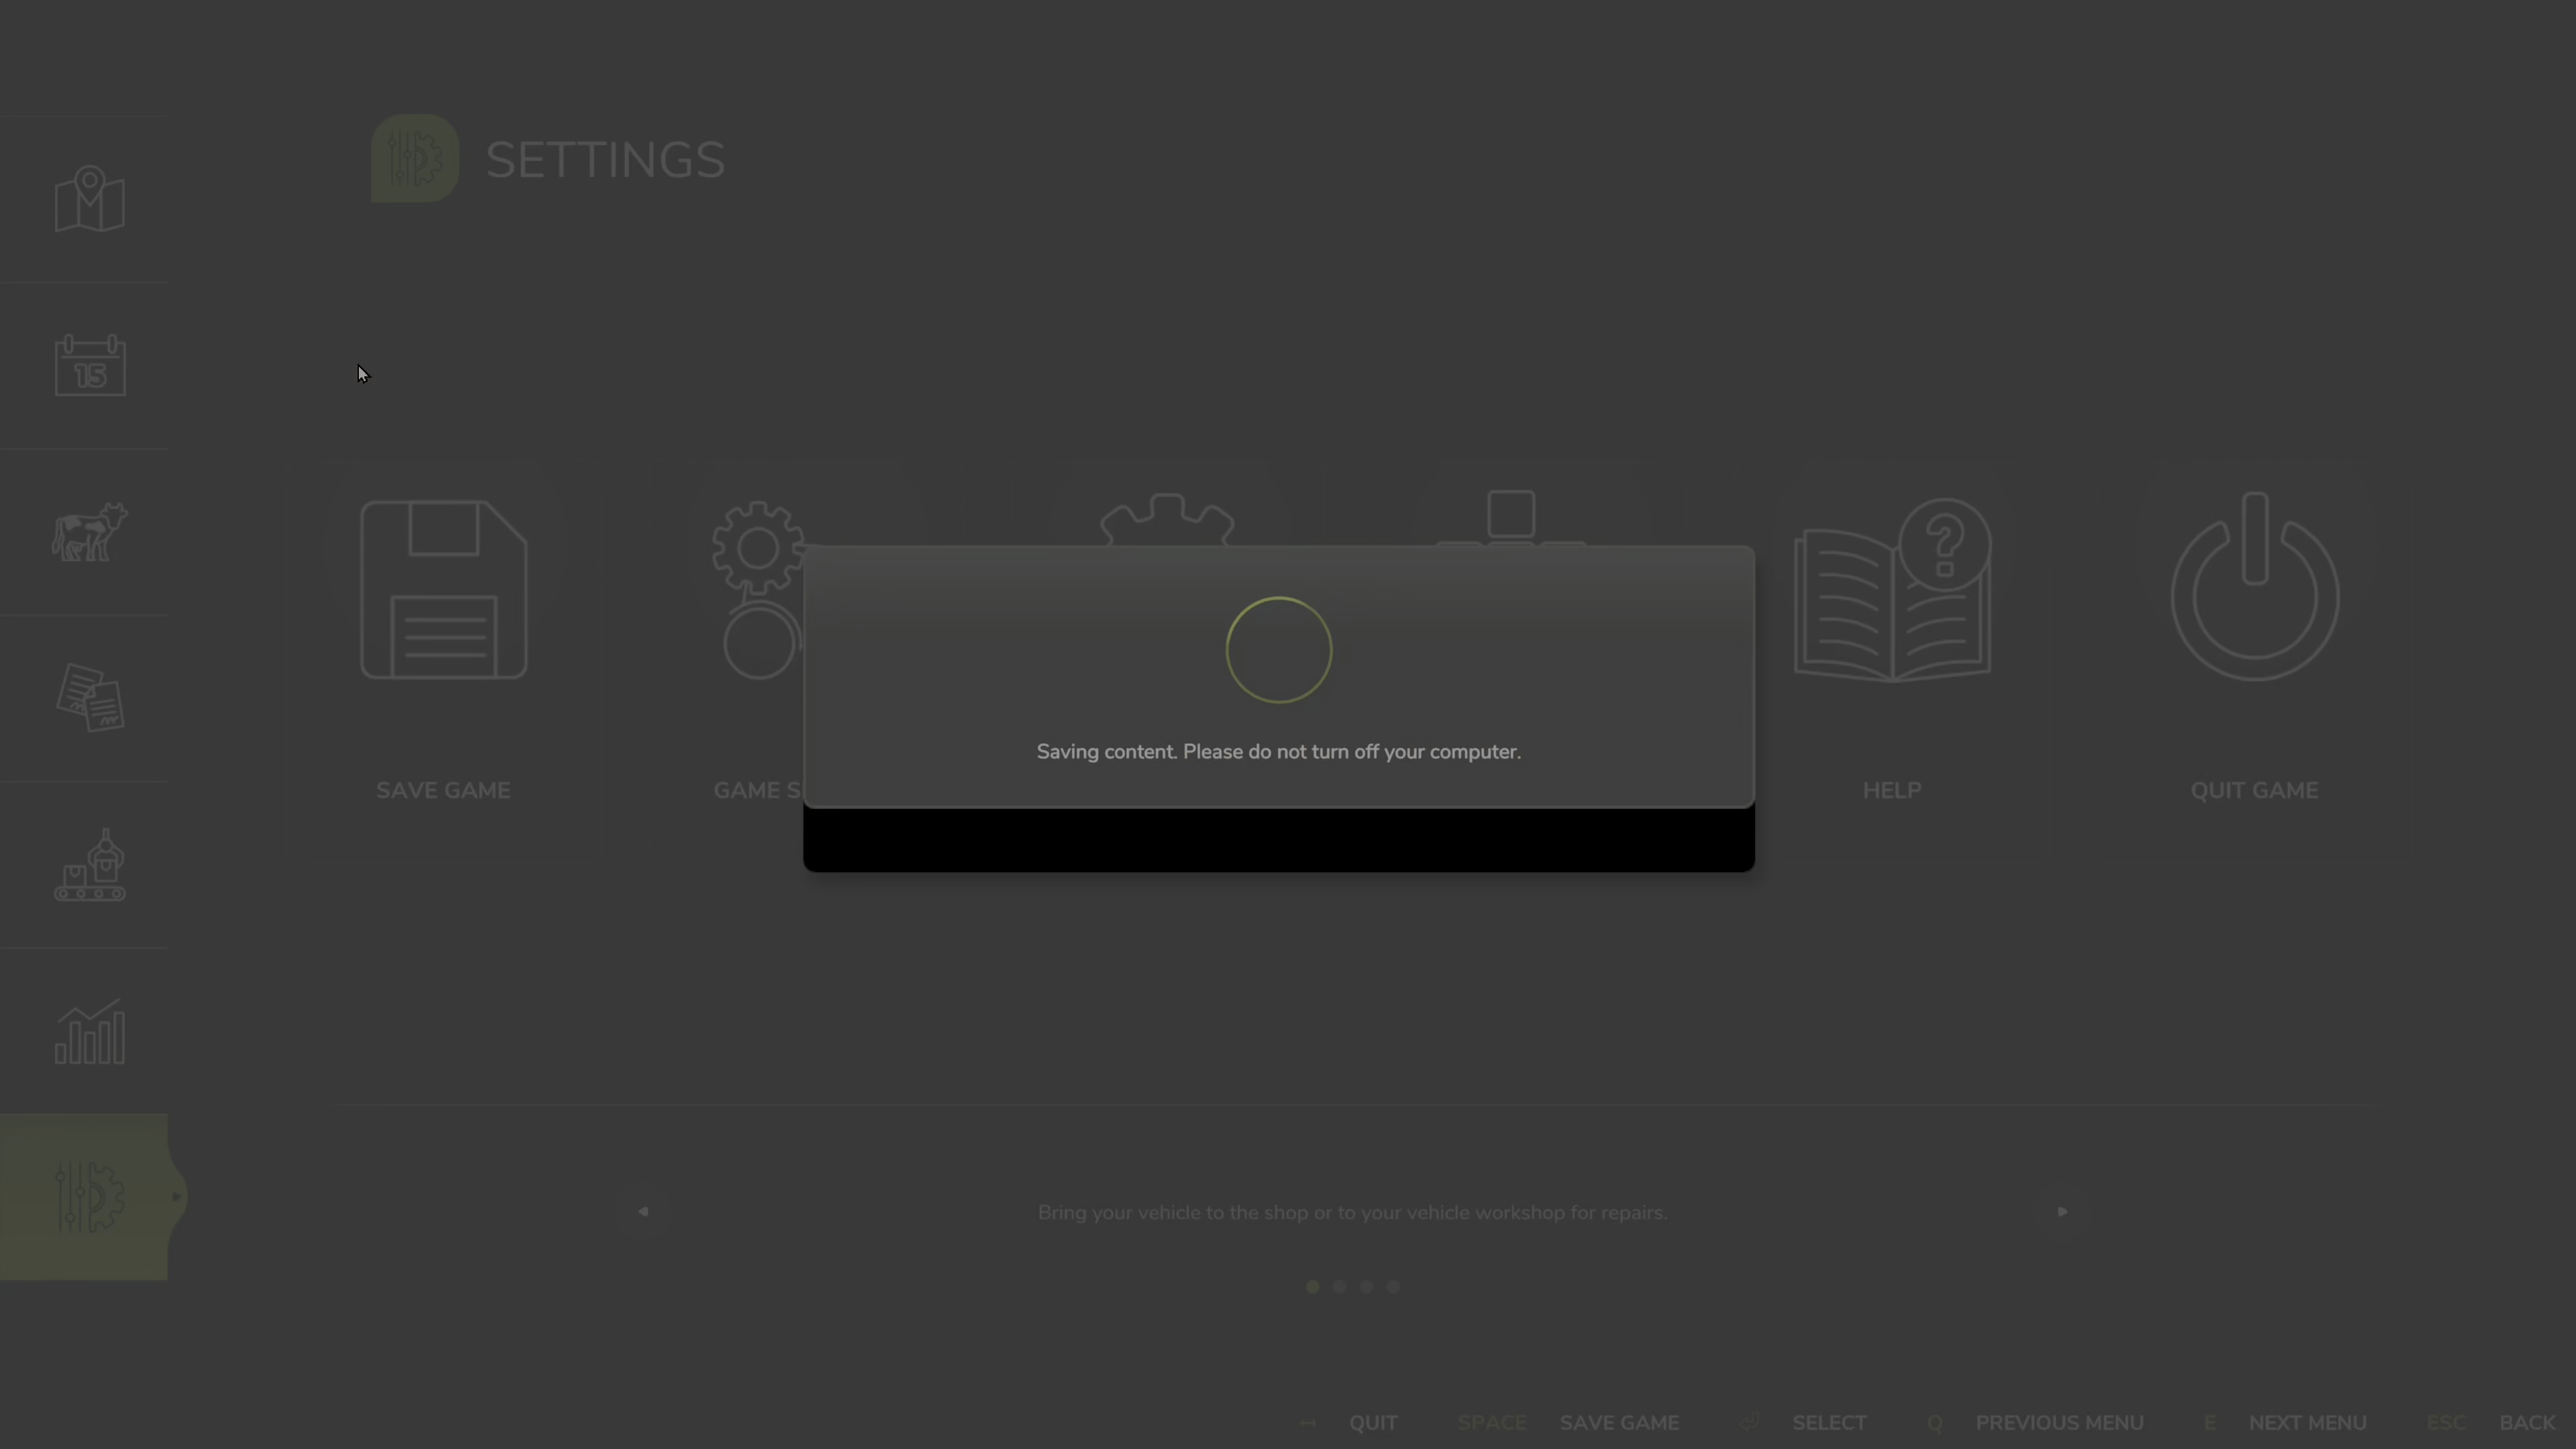 SETTINGS
15
SAVE GAME
GAME S
HELP
QUIT GAME
Saving content. Please do not turn off your computer.
Bring your vehicle to the shop or to your vehicle workshop for repairs.
QUIT SPACE SAVE GAME SELECT Q PREVIOUS MENU E NEXT MENU ESC BACK